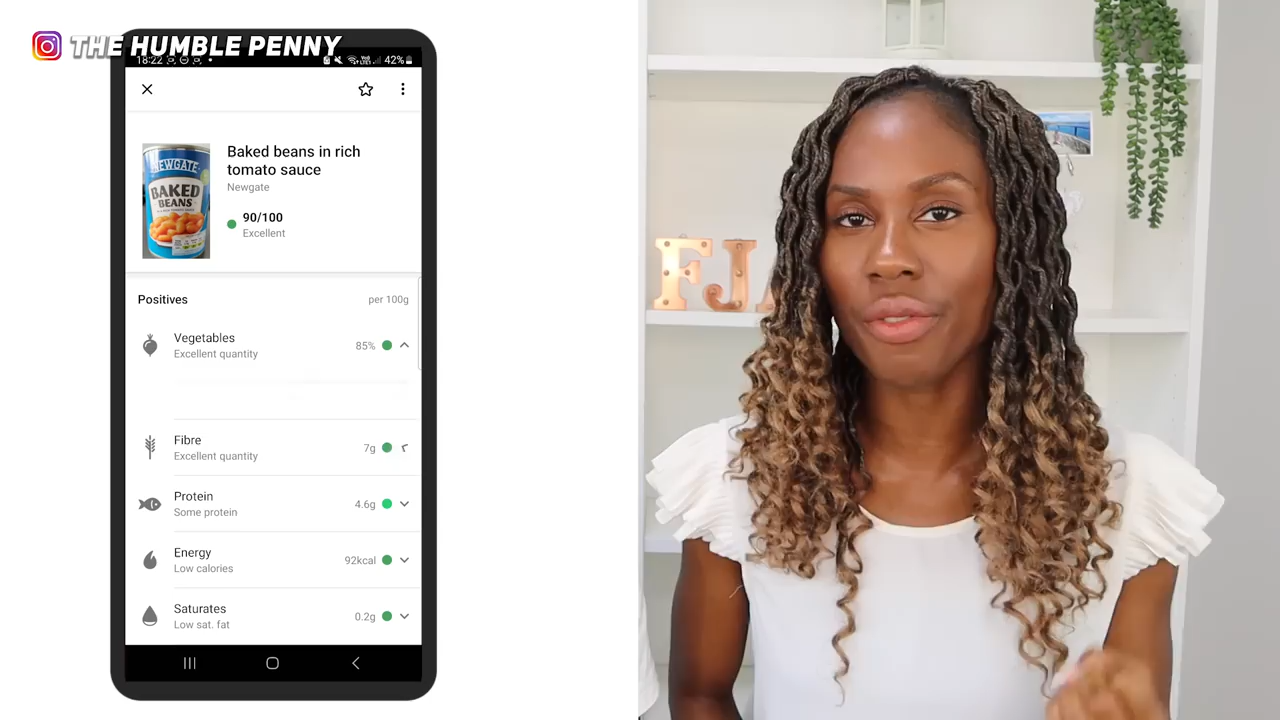 THE HUMBLE PENNY
18:22
42%
Baked beans in rich
tomato sauce
Newgate
90/100
Excellent
NEWGATE
BAKED
BEANS
Positives
per 100g
Vegetables
85%
Excellent quantity
Fibre
7g
Excellent quantity
Protein
4.6g
Some protein
Energy
92kcal
Low calories
Saturates
0.2g
Low sat. fat
FJ